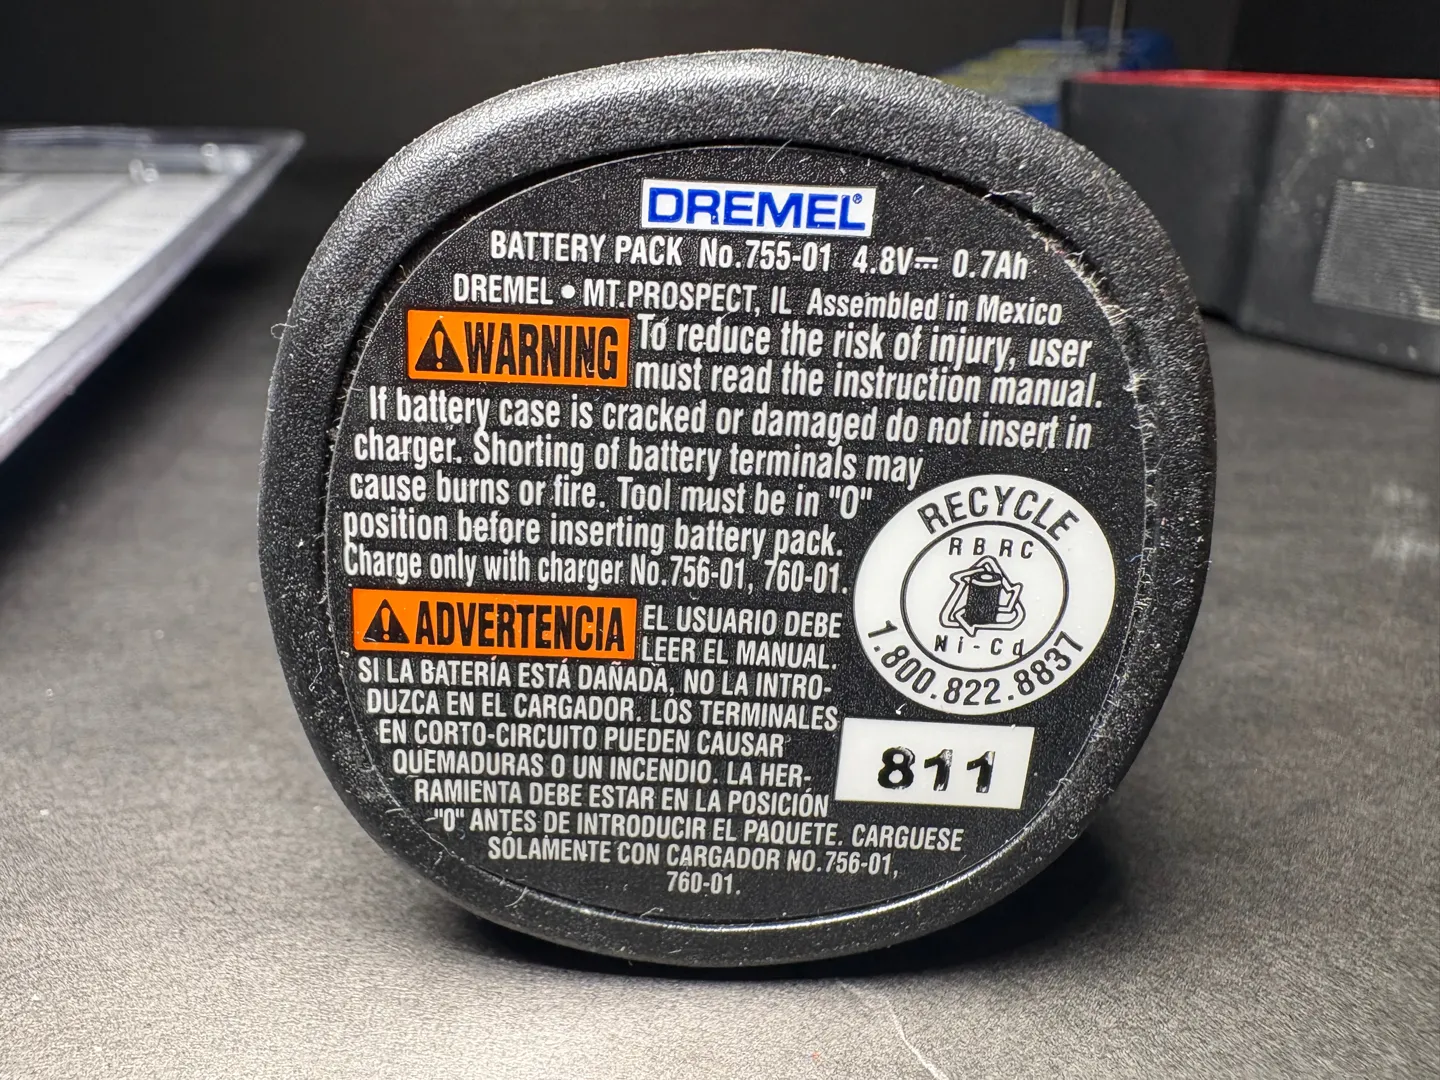 DREMEL®
BATTERY PACK No.755-01 4.8V⎓ 0.7Ah
DREMEL • MT.PROSPECT, IL Assembled in Mexico
WARNING To reduce the risk of injury, user
must read the instruction manual.
If battery case is cracked or damaged do not insert in
charger. Shorting of battery terminals may
cause burns or fire. Tool must be in "O"
position before inserting battery pack.
Charge only with charger No.756-01, 760-01.
RECYCLE
RBRC
Ni-Cd
1.800.822.8837
ADVERTENCIA EL USUARIO DEBE
LEER EL MANUAL.
SI LA BATERÍA ESTÁ DAÑADA, NO LA INTRO-
DUZCA EN EL CARGADOR. LOS TERMINALES
EN CORTO-CIRCUITO PUEDEN CAUSAR
QUEMADURAS O UN INCENDIO. LA HER-
RAMIENTA DEBE ESTAR EN LA POSICIÓN
"O" ANTES DE INTRODUCIR EL PAQUETE. CARGUESE
SÓLAMENTE CON CARGADOR NO.756-01,
760-01.
811